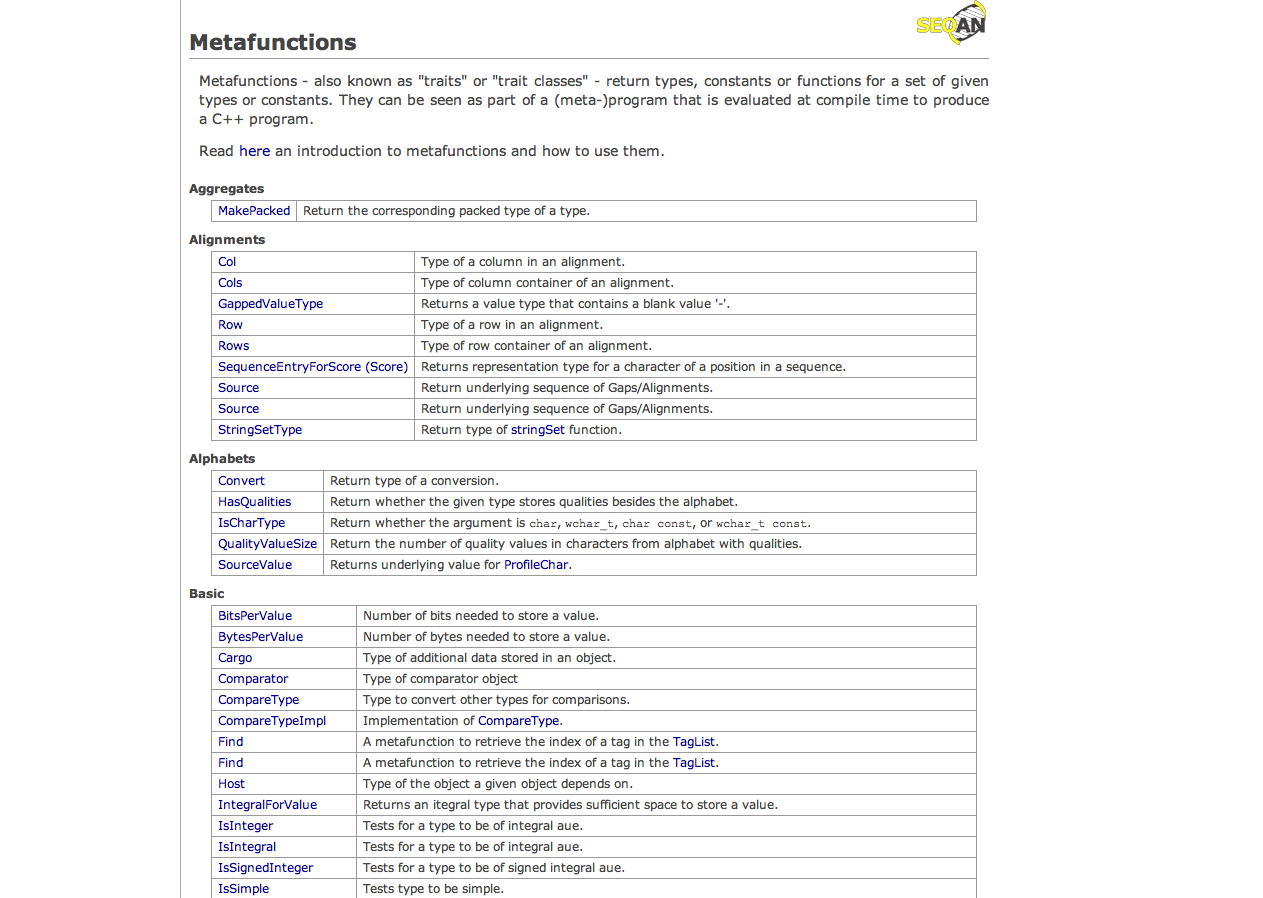 SEQAN
Metafunctions
Metafunctions - also known as "traits" or "trait classes" - return types, constants or functions for a set of given
types or constants. They can be seen as part of a (meta-)program that is evaluated at compile time to produce
a C++ program.
Read here an introduction to metafunctions and how to use them.
Aggregates
MakePacked Return the corresponding packed type of a type.
Alignments
Col Type of a column in an alignment.
Cols Type of column container of an alignment.
GappedValueType Returns a value type that contains a blank value '-'.
Row Type of a row in an alignment.
Rows Type of row container of an alignment.
SequenceEntryForScore (Score) Returns representation type for a character of a position in a sequence.
Source Return underlying sequence of Gaps/Alignments.
Source Return underlying sequence of Gaps/Alignments.
StringSetType Return type of stringSet function.
Alphabets
Convert Return type of a conversion.
HasQualities Return whether the given type stores qualities besides the alphabet.
IsCharType Return whether the argument is char, wchar_t, char const, or wchar_t const.
QualityValueSize Return the number of quality values in characters from alphabet with qualities.
SourceValue Returns underlying value for ProfileChar.
Basic
BitsPerValue Number of bits needed to store a value.
BytesPerValue Number of bytes needed to store a value.
Cargo Type of additional data stored in an object.
Comparator Type of comparator object
CompareType Type to convert other types for comparisons.
CompareTypeImpl Implementation of CompareType.
Find A metafunction to retrieve the index of a tag in the TagList.
Find A metafunction to retrieve the index of a tag in the TagList.
Host Type of the object a given object depends on.
IntegralForValue Returns an itegral type that provides sufficient space to store a value.
IsInteger Tests for a type to be of integral aue.
IsIntegral Tests for a type to be of integral aue.
IsSignedInteger Tests for a type to be of signed integral aue.
IsSimple Tests type to be simple.